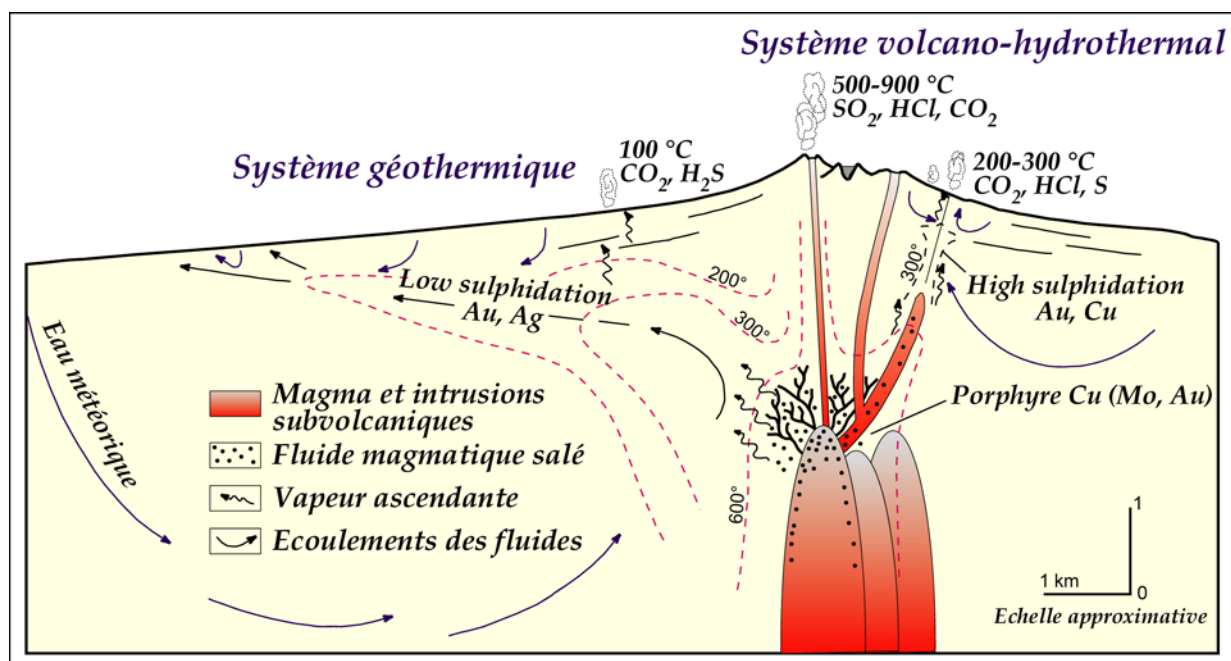 Système volcano-hydrothermal
500-900 °C
SO2, HCl, CO2
Système géothermique
100 °C
CO2, H2S
200-300 °C
CO2, HCl, S
Low sulphidation
Au, Ag
200°
300°
300°
High sulphidation
Au, Cu
Eau météorique
Magma et intrusions
subvolcaniques
Fluide magmatique salé
Vapeur ascendante
Ecoulements des fluides
600°
Porphyre Cu (Mo, Au)
1
1 km
0
Echelle approximative